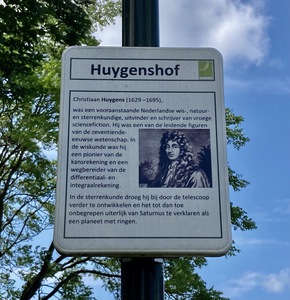 Huygenshof
Christiaan Huygens (1629 –1695),
was een vooraanstaande Nederlandse wis-, natuur-
en sterrenkundige, uitvinder en schrijver van vroege
sciencefiction. Hij was een van de leidende figuren
van de zeventiende-
eeuwse wetenschap. In
de wiskunde was hij
een pionier van de
kansrekening en een
wegbereider van de
differentiaal- en
integraalrekening.
In de sterrenkunde droeg hij bij door de telescoop
verder te ontwikkelen en het tot dan toe
onbegrepen uiterlijk van Saturnus te verklaren als
een planeet met ringen.